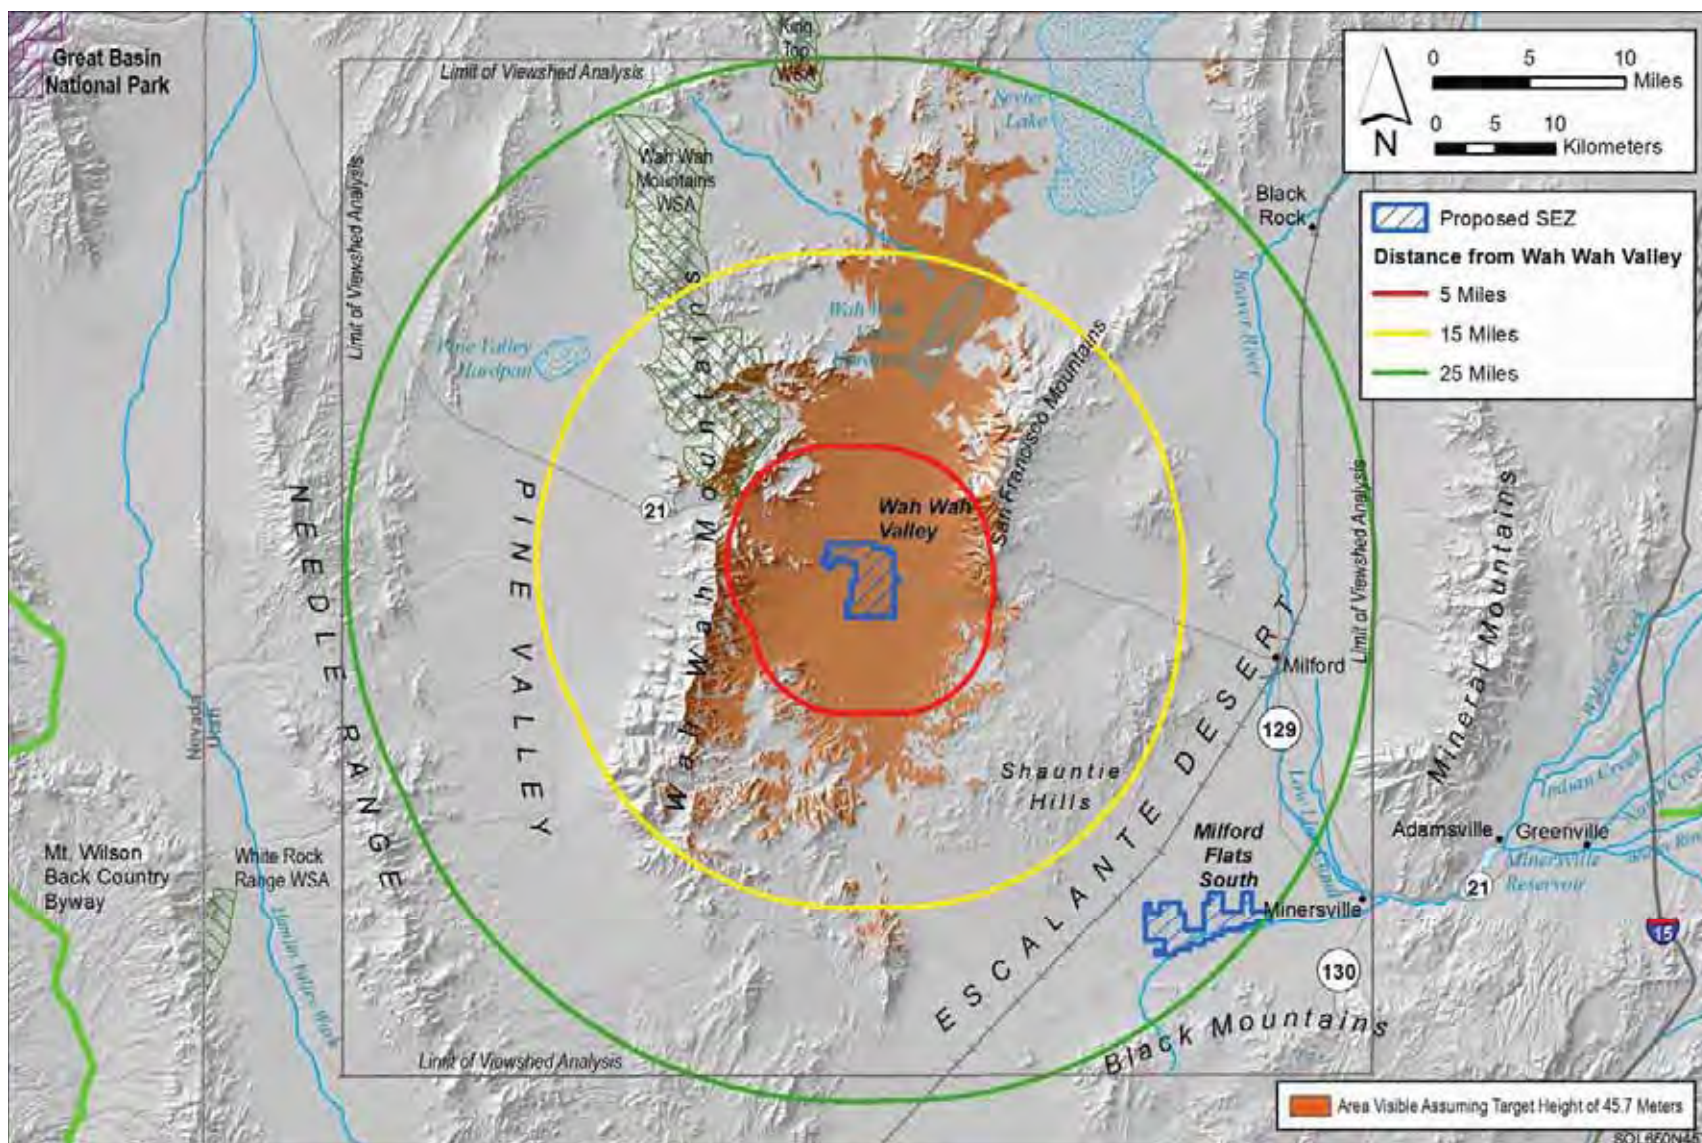 Great Basin
National Park
Limit of Viewshed Analysis
King
Top
WSA
Limit of Viewshed Analysis
Wah Wah
Mountains
WSA
Sevier
Lake
0 5 10
Miles
0 5 10
Kilometers
N
Black
Rock
Proposed SEZ
Distance from Wah Wah Valley
5 Miles
15 Miles
25 Miles
Beaver River
Pine Valley
Hardpan
Wah Wah
Hardpan
Wah Wah Mountains
San Francisco Mountains
21
Wah Wah
Valley
NEEDLE RANGE
PINE VALLEY
Limit of Viewshed Analysis
Mineral Mountains
Nevada
Utah
Milford
129
ESCALANTE DESERT
Shauntie
Hills
Milford
Flats
South
Minersville
Adamsville
Greenville
Minersville
Reservoir
Indian Creek
21
15
130
Mt. Wilson
Back Country
Byway
White Rock
Range WSA
Hamlin Valley Wash
Black Mountains
Limit of Viewshed Analysis
Area Visible Assuming Target Height of 45.7 Meters